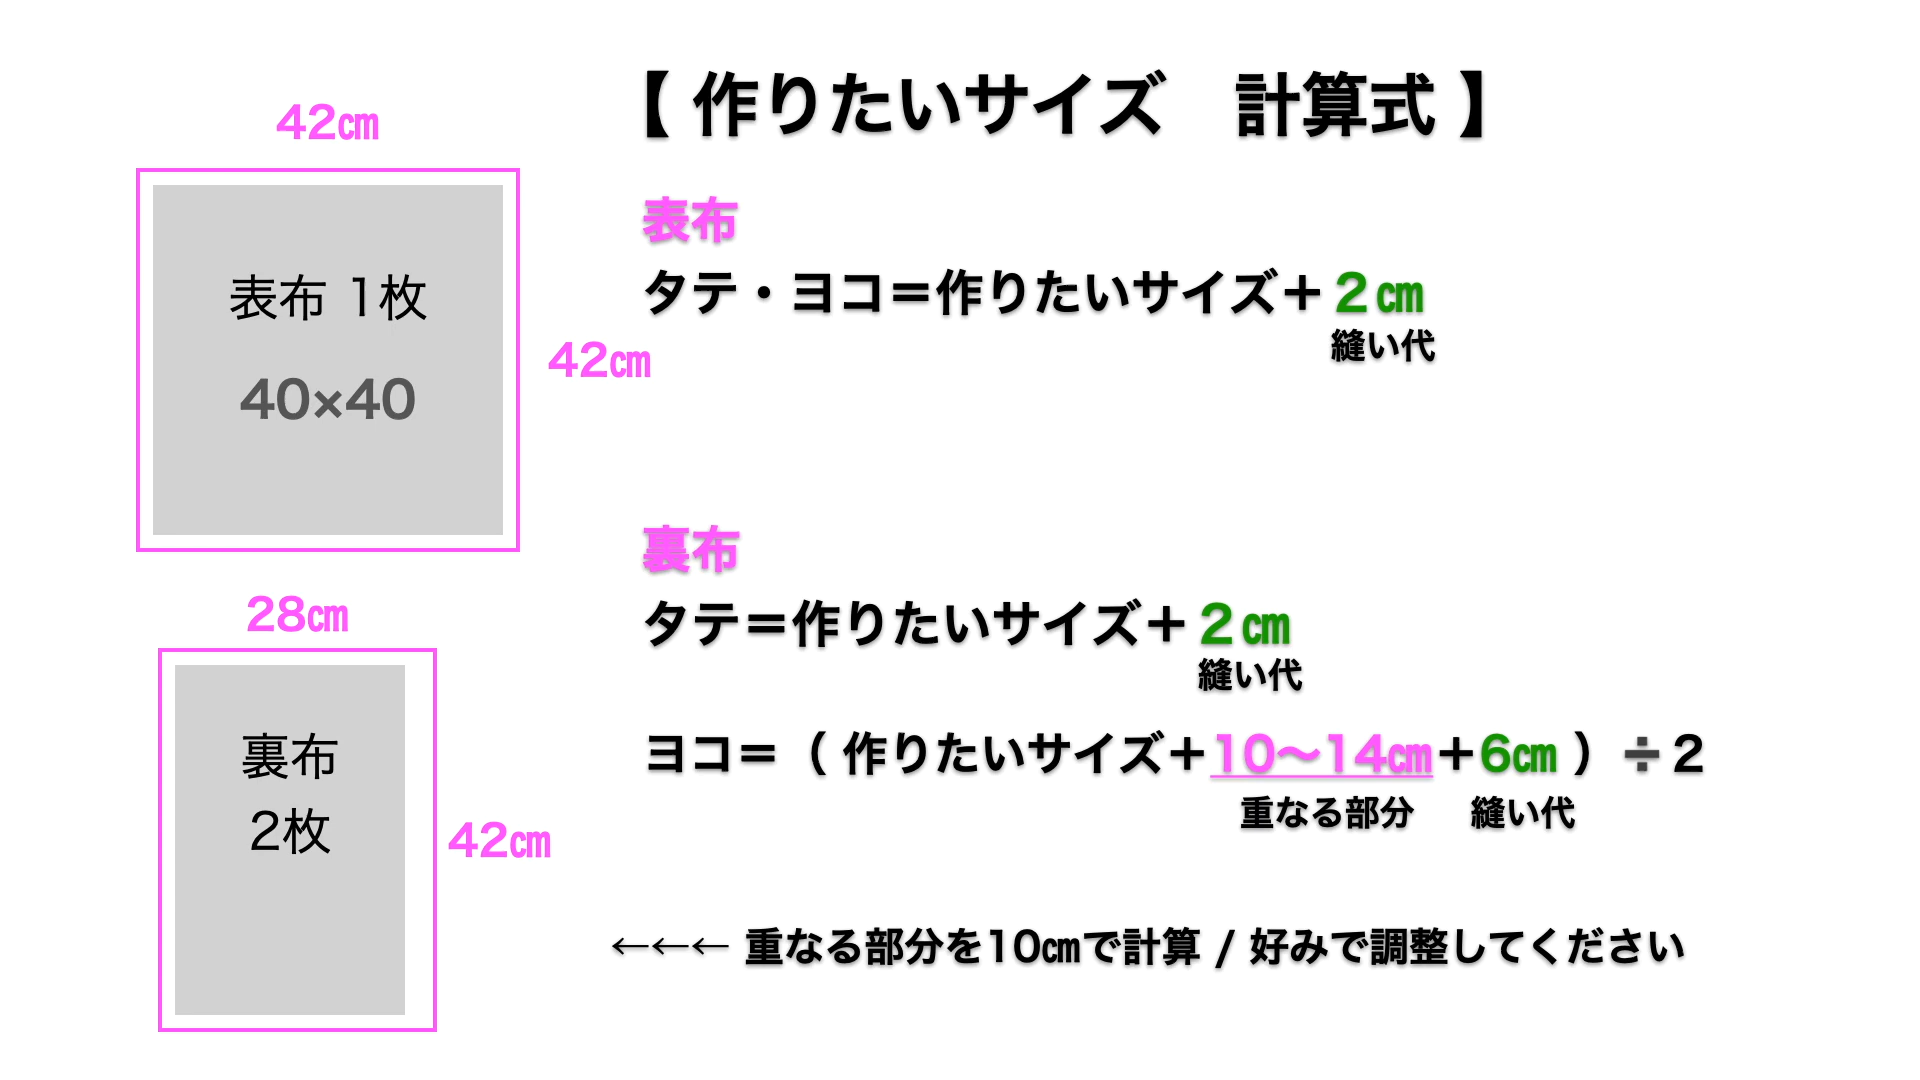 【 作りたいサイズ　計算式 】
42㎝
表布 1枚
40×40
42㎝
表布
タテ・ヨコ＝作りたいサイズ＋2㎝
縫い代
28㎝
裏布
2枚
42㎝
裏布
タテ＝作りたいサイズ＋2㎝
縫い代
ヨコ＝（ 作りたいサイズ＋10〜14㎝＋6㎝ ）÷2
重なる部分　縫い代
←←← 重なる部分を10㎝で計算 / 好みで調整してください